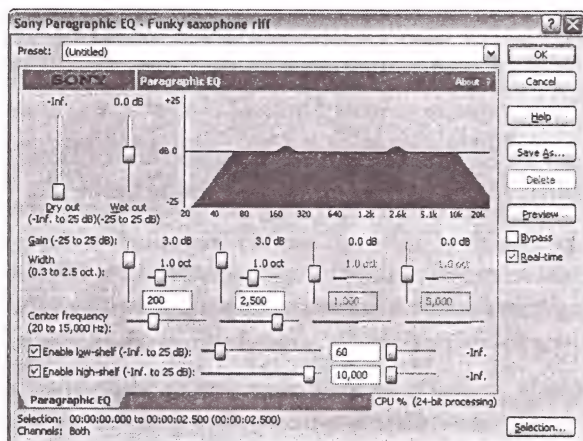 Sony Paragraphic EQ - Funky saxophone riff
Preset: (Untitled)
OK
SONY Paragraphic EQ About ?
Cancel
-Inf. 0.0 dB +25
Help
dB 0
Save As...
Delete
-25
20 40 80 160 320 640 1.2k 2.6k 5.1k 10k 20k
Dry out Wet out
(-Inf. to 25 dB) (-25 to 25 dB)
Preview
Gain (-25 to 25 dB): 3.0 dB 3.0 dB 0.0 dB 0.0 dB
Bypass
Width 1.0 oct 1.0 oct 1.0 oct 1.0 oct
(0.3 to 2.5 oct.):
Real-time
200 2,500 1,000 5,000
Center frequency
(20 to 15,000 Hz):
Enable low-shelf (-Inf. to 25 dB): 60 -Inf.
Enable high-shelf (-Inf. to 25 dB): 10,000 -Inf.
Paragraphic EQ CPU % (24-bit processing)
Selection: 00:00:00.000 to 00:00:02.500 (00:00:02.500)
Channels: Both
Selection...